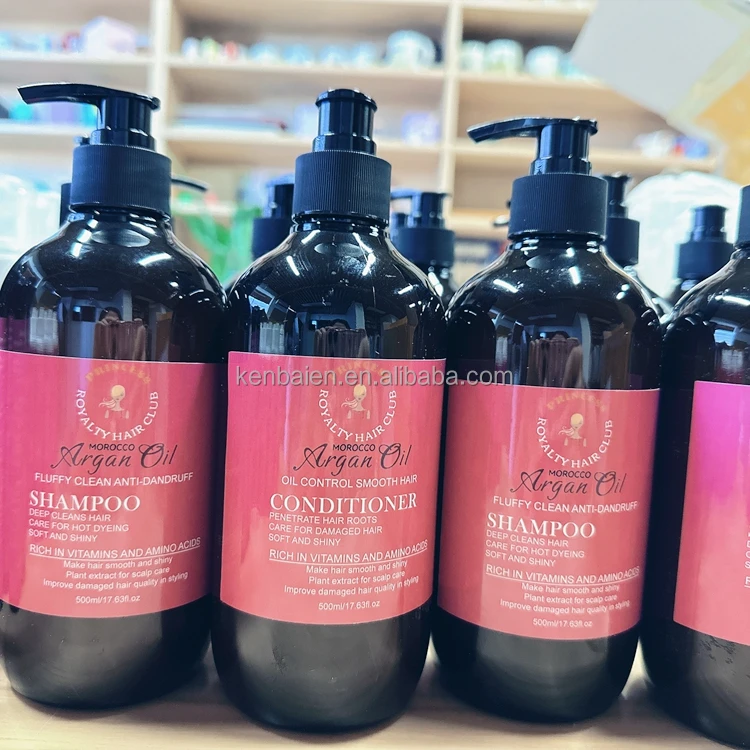 PRINCESS
ROYALTY HAIR CLUB
MOROCCO
Argan Oil
FLUFFY CLEAN ANTI-DANDRUFF
SHAMPOO
DEEP CLEANS HAIR
CARE FOR HOT DYEING
SOFT AND SHINY
RICH IN VITAMINS AND AMINO ACIDS
Make hair smooth and shiny
Plant extract for scalp care
Improve damaged hair quality in styling
500ml/17.63fl.oz
kenbaien.en.alibaba.com
PRINCESS
ROYALTY HAIR CLUB
MOROCCO
Argan Oil
OIL CONTROL SMOOTH HAIR
CONDITIONER
PENETRATE HAIR ROOTS
CARE FOR DAMAGED HAIR
SOFT AND SHINY
RICH IN VITAMINS AND AMINO ACIDS
Make hair smooth and shiny
Plant extract for scalp care
Improve damaged hair quality in styling
500ml/17.63fl.oz
PRINCESS
ROYALTY HAIR CLUB
MOROCCO
Argan Oil
FLUFFY CLEAN ANTI-DANDRUFF
SHAMPOO
DEEP CLEANS HAIR
CARE FOR HOT DYEING
SOFT AND SHINY
RICH IN VITAMINS AND AMINO ACIDS
Make hair smooth and shiny
Plant extract for scalp care
Improve damaged hair quality in styling
500ml/17.63fl.oz